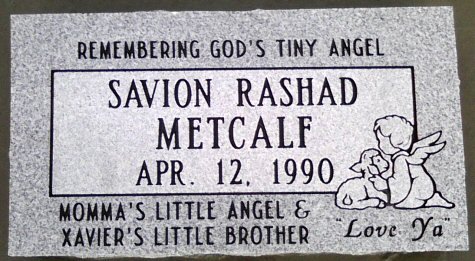 REMEMBERING GOD'S TINY ANGEL
SAVION RASHAD
METCALF
APR. 12, 1990
MOMMA'S LITTLE ANGEL &
XAVIER'S LITTLE BROTHER
"Love Ya"